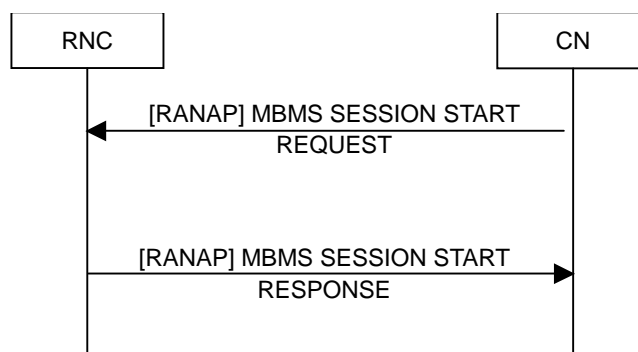 RNC
CN
[RANAP] MBMS SESSION START
REQUEST
[RANAP] MBMS SESSION START
RESPONSE